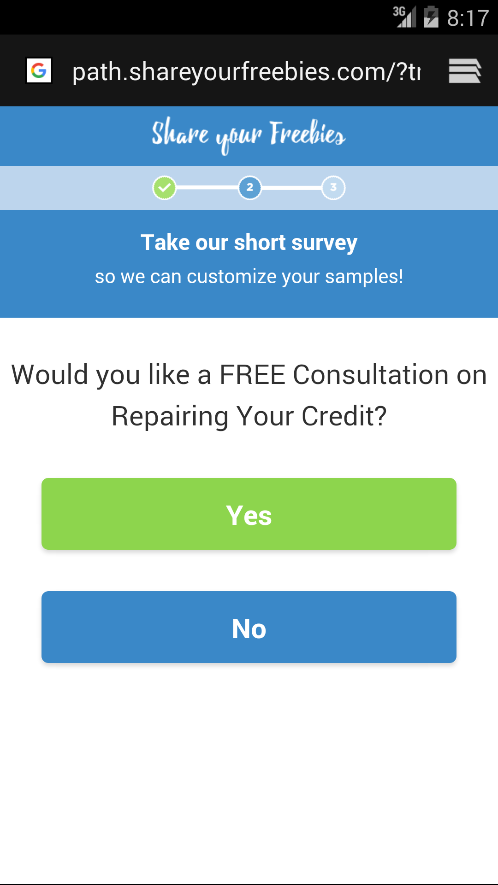 3G 8:17
G path.shareyourfreebies.com/?tr
Share your Freebies
2 3
Take our short survey
so we can customize your samples!
Would you like a FREE Consultation on
Repairing Your Credit?
Yes
No